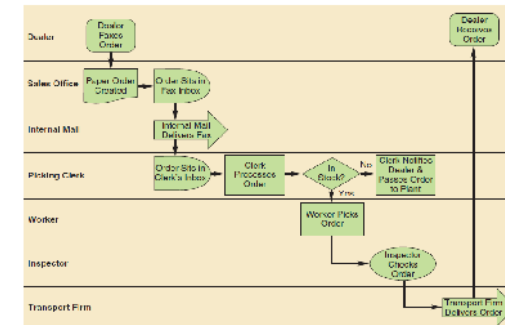 Dealer
Dealer
Faxes
Order
Dealer
Receives
Order
Sales Office
Paper Order
Created
Order Sits in
Fax Inbox
Internal Mail
Internal Mail
Delivers Fax
Picking Clerk
Order Sits in
Clerk's Inbox
Clerk
Processes
Order
In
Stock?
No
Clerk Notifies
Dealer &
Passes Order
to Plant
Yes
Worker
Worker Picks
Order
Inspector
Inspector
Checks
Order
Transport Firm
Transport Firm
Delivers Order